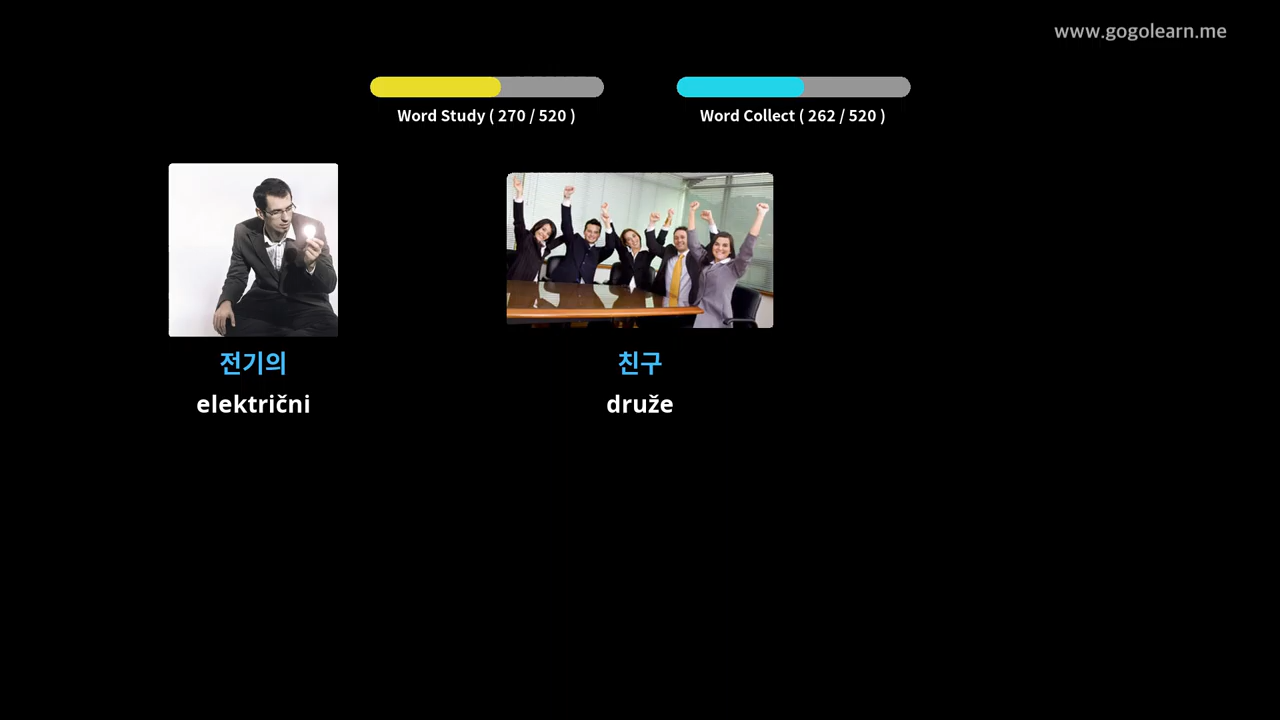 www.gogolearn.me
Word Study ( 270 / 520 )
Word Collect ( 262 / 520 )
전기의
električni
친구
druže